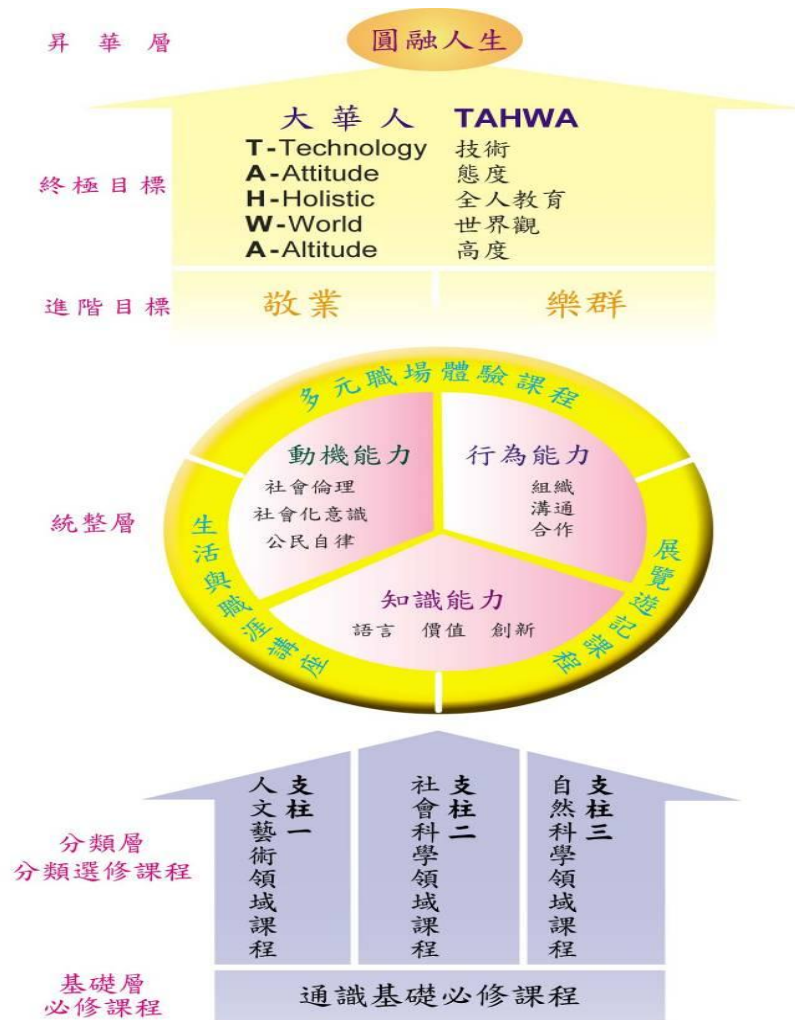 昇華層
圓融人生
大華人 TAHWA
T-Technology 技術
A-Attitude 態度
終極目標
H-Holistic 全人教育
W-World 世界觀
A-Altitude 高度
進階目標
敬業
樂群
多元職場體驗課程
動機能力
社會倫理
社會化意識
公民自律
行為能力
組織
溝通
合作
統整層
生活與職涯講座
展覽遊記課程
知識能力
語言 價值 創新
分類層
分類選修課程
支柱一
人文藝術領域課程
支柱二
社會科學領域課程
支柱三
自然科學領域課程
基礎層
必修課程
通識基礎必修課程